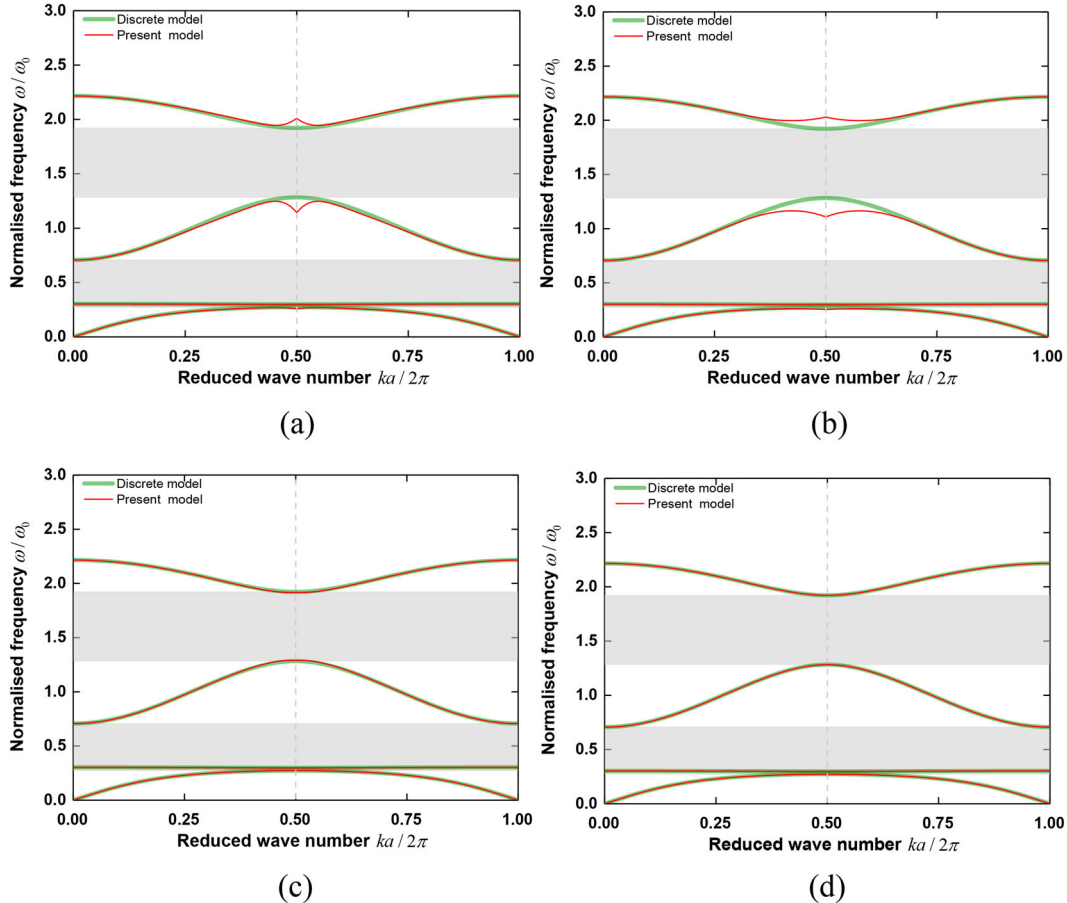 3.0
Discrete model
Present model
2.5
2.0
1.5
1.0
0.5
0.0
Normalised frequency ω/ω₀
0.00 0.25 0.50 0.75 1.00
Reduced wave number ka/2π
(a)
3.0
Discrete model
Present model
2.5
2.0
1.5
1.0
0.5
0.0
Normalised frequency ω/ω₀
0.00 0.25 0.50 0.75 1.00
Reduced wave number ka/2π
(b)
3.0
Discrete model
Present model
2.5
2.0
1.5
1.0
0.5
0.0
Normalised frequency ω/ω₀
0.00 0.25 0.50 0.75 1.00
Reduced wave number ka/2π
(c)
3.0
Discrete model
Present model
2.5
2.0
1.5
1.0
0.5
0.0
Normalised frequency ω/ω₀
0.00 0.25 0.50 0.75 1.00
Reduced wave number ka/2π
(d)